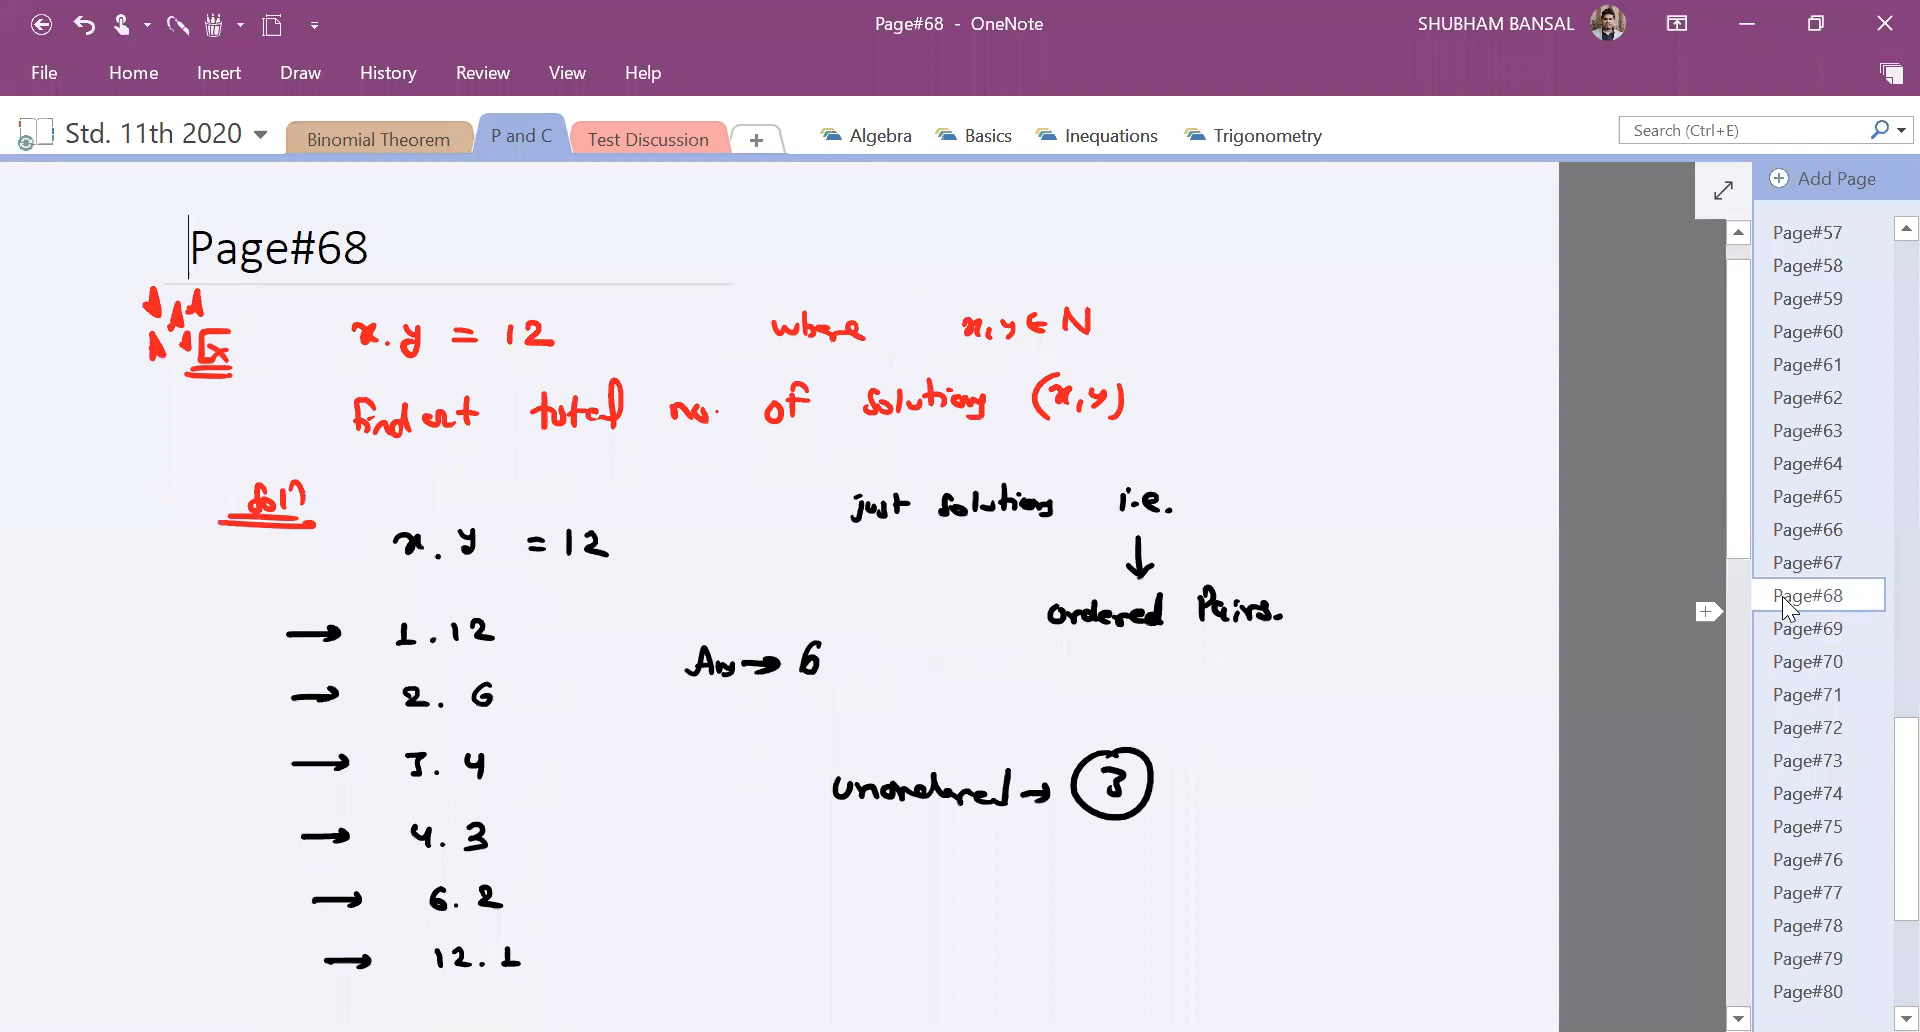 Page#68 - OneNote
SHUBHAM BANSAL
File Home Insert Draw History Review View Help
Std. 11th 2020
Binomial Theorem P and C Test Discussion
Algebra Basics Inequations Trigonometry
Search (Ctrl+E)
Add Page
Page#68
Ex
x.y = 12 where x,y ∈ N
Find out total no. of solutions (x,y)
Solⁿ
x.y = 12
just solutions i.e.
↓
ordered Pairs.
→ 1.12
Ans → 6
→ 2.6
→ 3.4
unordered → 3
→ 4.3
→ 6.2
→ 12.1
Page#57
Page#58
Page#59
Page#60
Page#61
Page#62
Page#63
Page#64
Page#65
Page#66
Page#67
Page#68
Page#69
Page#70
Page#71
Page#72
Page#73
Page#74
Page#75
Page#76
Page#77
Page#78
Page#79
Page#80